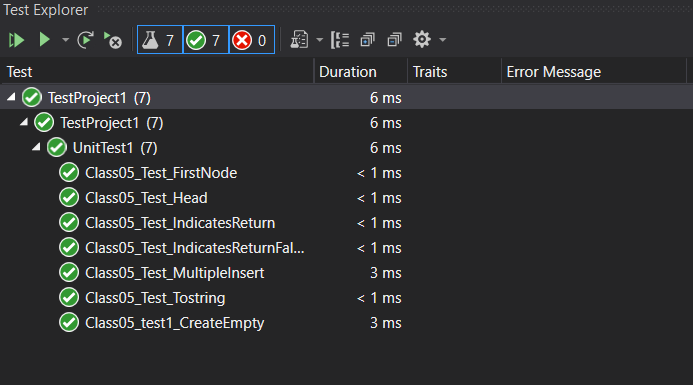 Test Explorer
7 7 0
Test Duration Traits Error Message
TestProject1 (7) 6 ms
TestProject1 (7) 6 ms
UnitTest1 (7) 6 ms
Class05_Test_FirstNode < 1 ms
Class05_Test_Head < 1 ms
Class05_Test_IndicatesReturn < 1 ms
Class05_Test_IndicatesReturnFal... < 1 ms
Class05_Test_MultipleInsert 3 ms
Class05_Test_Tostring < 1 ms
Class05_test1_CreateEmpty 3 ms